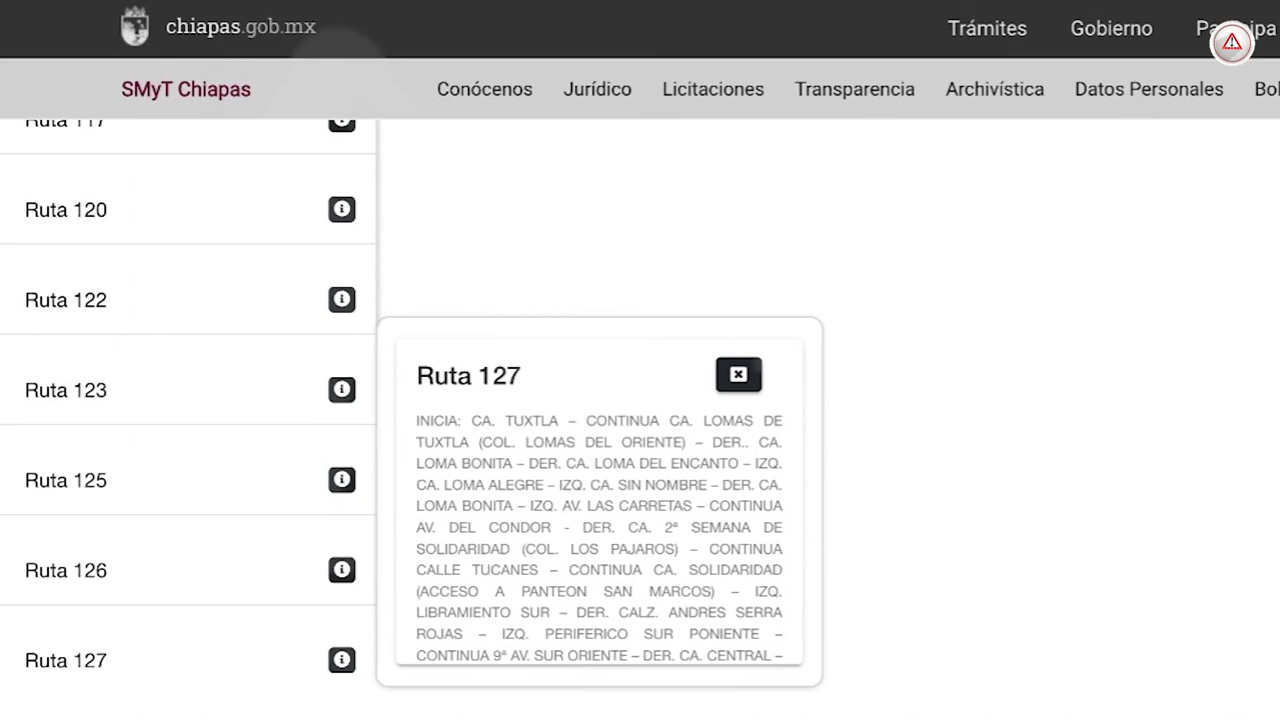 chiapas.gob.mx
Trámites Gobierno
SMyT Chiapas
Conócenos Jurídico Licitaciones Transparencia Archivística Datos Personales
Ruta 117
Ruta 120
Ruta 122
Ruta 123
Ruta 125
Ruta 126
Ruta 127
Ruta 127
INICIA: CA. TUXTLA – CONTINUA CA. LOMAS DE
TUXTLA (COL. LOMAS DEL ORIENTE) – DER.. CA.
LOMA BONITA – DER. CA. LOMA DEL ENCANTO – IZQ.
CA. LOMA ALEGRE – IZQ. CA. SIN NOMBRE – DER. CA.
LOMA BONITA – IZQ. AV. LAS CARRETAS – CONTINUA
AV. DEL CONDOR - DER. CA. 2ª SEMANA DE
SOLIDARIDAD (COL. LOS PAJAROS) – CONTINUA
CALLE TUCANES – CONTINUA CA. SOLIDARIDAD
(ACCESO A PANTEON SAN MARCOS) – IZQ.
LIBRAMIENTO SUR – DER. CALZ. ANDRES SERRA
ROJAS – IZQ. PERIFERICO SUR PONIENTE –
CONTINUA 9ª AV. SUR ORIENTE – DER. CA. CENTRAL –